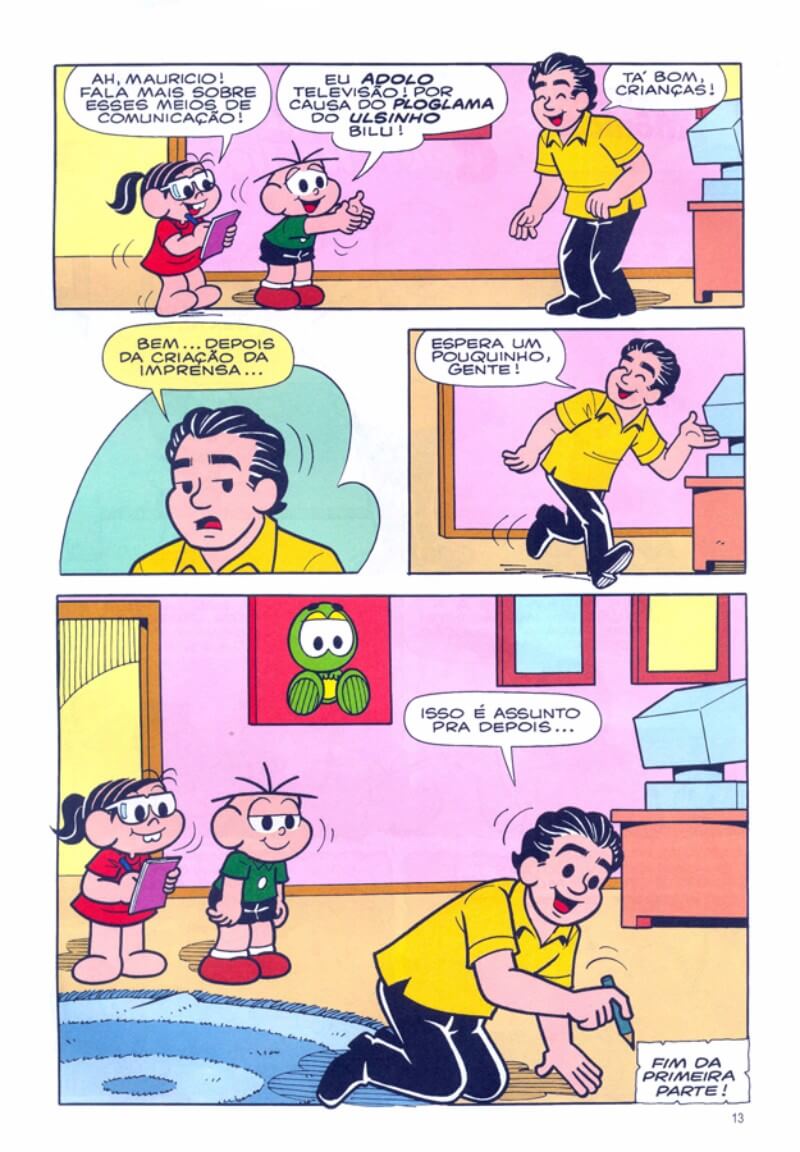 AH, MAURICIO!
FALA MAIS SOBRE
ESSES MEIOS DE
COMUNICAÇÃO!
EU ADOLO
TELEVISÃO! POR
CAUSA DO PLOGLAMA
DO ULSINHO
BILU!
TA' BOM,
CRIANÇAS!
BEM... DEPOIS
DA CRIAÇÃO DA
IMPRENSA...
ESPERA UM
POUQUINHO,
GENTE!
ISSO É ASSUNTO
PRA DEPOIS...
FIM DA
PRIMEIRA
PARTE!
13